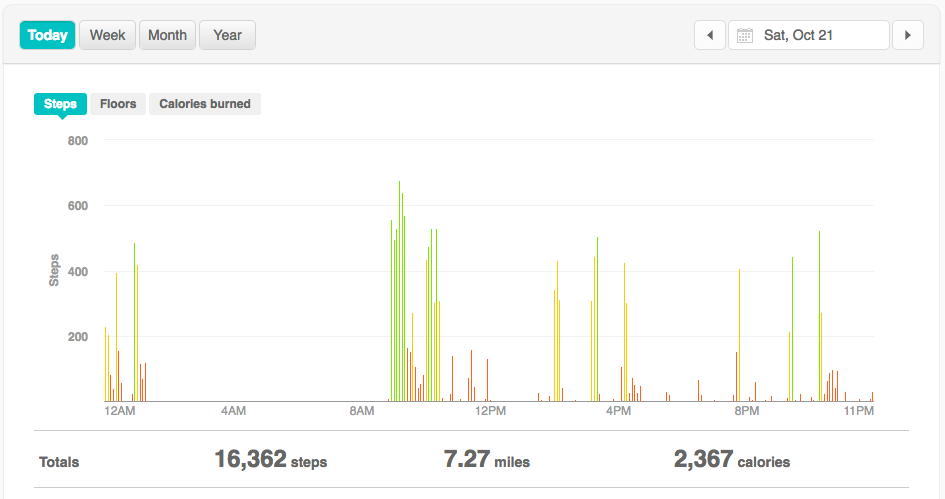 Today Week Month Year Sat, Oct 21
Steps Floors Calories burned
800
600
400
200
Steps
12AM 4AM 8AM 12PM 4PM 8PM 11PM
Totals 16,362 steps 7.27 miles 2,367 calories